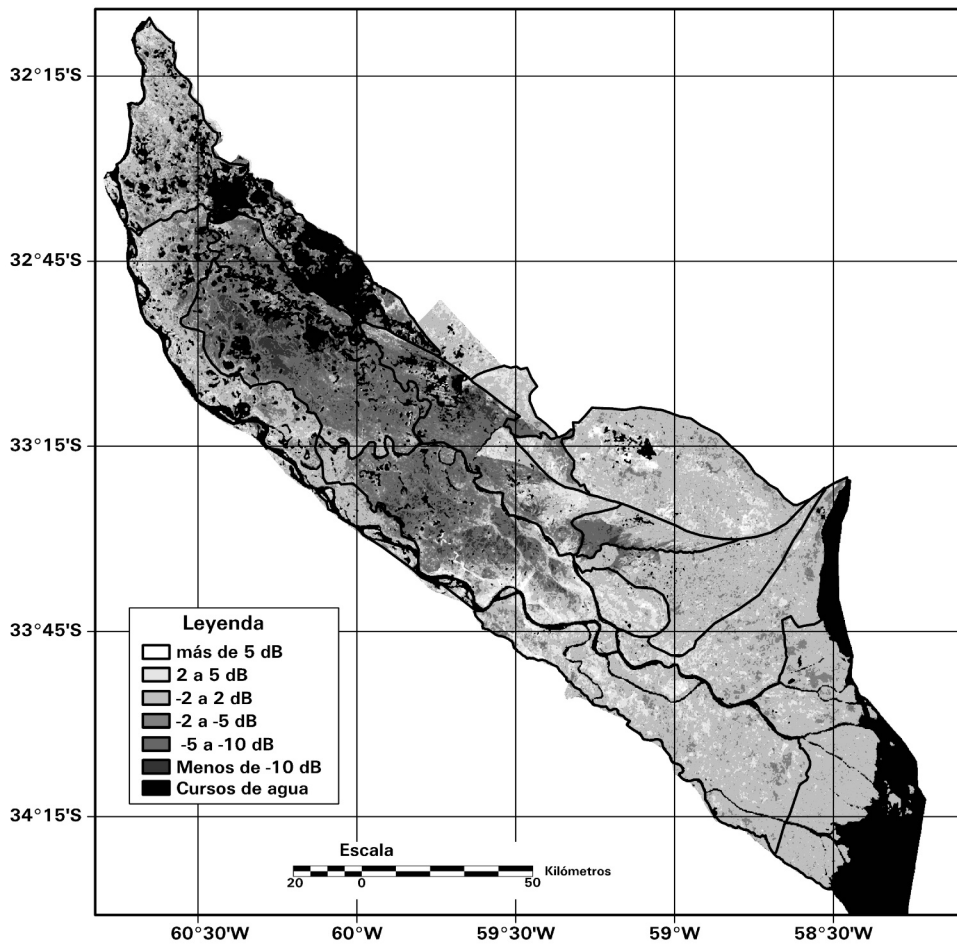 32°15'S
32°45'S
33°15'S
33°45'S
34°15'S
Leyenda
más de 5 dB
2 a 5 dB
-2 a 2 dB
-2 a -5 dB
-5 a -10 dB
Menos de -10 dB
Cursos de agua
Escala
20 0 50 Kilómetros
60°30'W 60°W 59°30'W 59°W 58°30'W